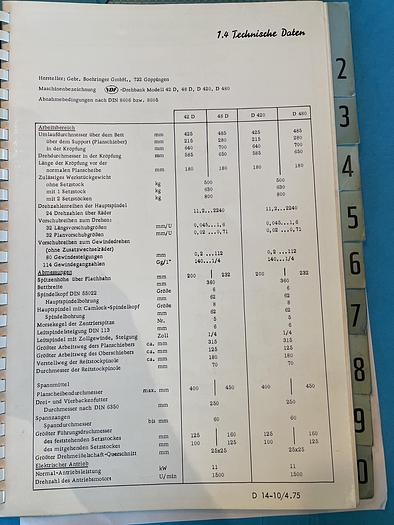 1.4 Technische Daten
Hersteller: Gebr. Boehringer GmbH., 732 Göppingen
Maschinenbezeichnung VDF -Drehbank Modell 42 D, 48 D, D 420, D 480
Abnahmebedingungen nach DIN 8606 bzw. 8605
42 D 48 D D 420 D 480
Arbeitsbereich
Umlaufdurchmesser über dem Bett mm 425 485 425 485
über dem Support (Planschieber) mm 215 280 215 280
in der Kröpfung mm 640 700 640 700
Drehdurchmesser in der Kröpfung mm 585 650 585 650
Länge der Kröpfung vor der
normalen Planscheibe mm 180 180 180 180
Zulässiges Werkstückgewicht
ohne Setzstock kg 500 500
mit 1 Setzstock kg 630 630
mit 2 Setzstöcken kg 800 800
Drehzahlenreihen der Hauptspindel
24 Drehzahlen über Räder 11,2...2240 11,2...2240
Vorschubreihen zum Drehen
32 Längsvorschubgrößen mm/U 0,045...1,6 0,045...1,6
32 Planvorschubgrößen mm/U 0,02 ...0,71 0,02 ...0,71
Vorschubreihen zum Gewindedrehen
(ohne Zusatzwechselräder)
80 Gewindesteigungen mm 0,2 ...112 0,2 ...112
114 Gewindegangzahlen Gg/1" 140...1/4 140...1/4
Abmessungen
Spitzenhöhe über Flachbahn mm 200 232 200 232
Bettbreite mm 360 360
Spindelkopf DIN 55022 Größe 6 6
Hauptspindelbohrung mm 62 62
Hauptspindel mit Camlock-Spindelkopf Größe 8 8
Spindelbohrung mm 62 62
Morsekegel der Zentrierspitze Nr. 5 5
Leitspindelsteigung DIN 113 mm 6 6
Leitspindel mit Zollgewinde, Steigung Zoll 1/4 1/4
Größter Arbeitsweg des Planschiebers ca. mm 315 315
Größter Arbeitsweg des Oberschiebers ca. mm 125 125
Verstellweg der Reitstockpinole ca. mm 180 180
Durchmesser der Reitstockpinole mm 70 70
Spannmittel
Planscheibendurchmesser max. mm 400 450 400 450
Drei- und Vierbackenfutter
Durchmesser nach DIN 6350 mm 250 250
Spannzangen
Spanndurchmesser bis mm 60 60
Größter Führungsdruchmesser
des feststehenden Setzstockes mm 125 160 125 160
des mitgehenden Setzstockes mm 100 125 100 125
Größter Drehmeißelschaft-Querschnitt mm 25x25 25x25
Elektrischer Antrieb
Normal-Antriebsleistung kW 11 11
Drehzahl des Antriebsmotors U/min 1500 1500
D 14-10/4.75
2
3
4
5
6
7
8
9
0